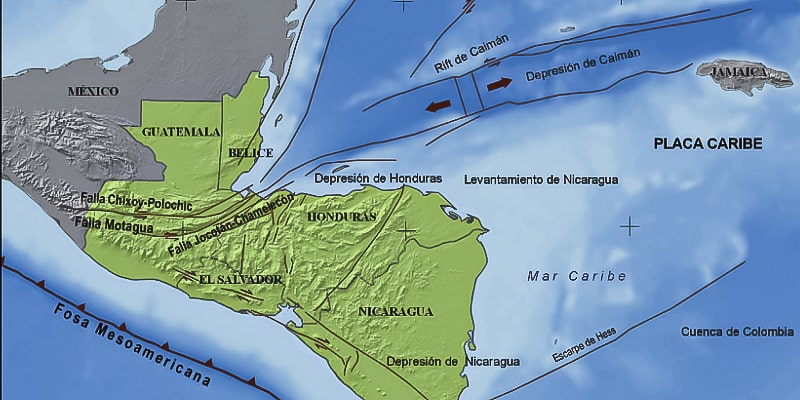 Rift de Caimán
Depresión de Caimán
JAMAICA
MÉXICO
GUATEMALA
BELICE
PLACA CARIBE
Depresión de Honduras
Levantamiento de Nicaragua
Falla Chixoy-Polochic
Falla Motagua
Falla Jocotán-Chamelecón
HONDURAS
EL SALVADOR
Mar Caribe
NICARAGUA
Fosa Mesoamericana
Escarpe de Hess
Cuenca de Colombia
Depresión de Nicaragua